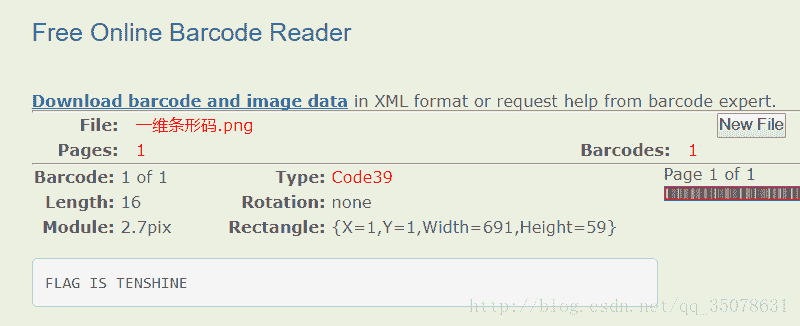 Free Online Barcode Reader
Download barcode and image data in XML format or request help from barcode expert.
File: 一维条形码.png New File
Pages: 1 Barcodes: 1
Barcode: 1 of 1 Type: Code39 Page 1 of 1
Length: 16 Rotation: none
Module: 2.7pix Rectangle: {X=1,Y=1,Width=691,Height=59}
FLAG IS TENSHINE
http://blog.csdn.net/qq_35078631